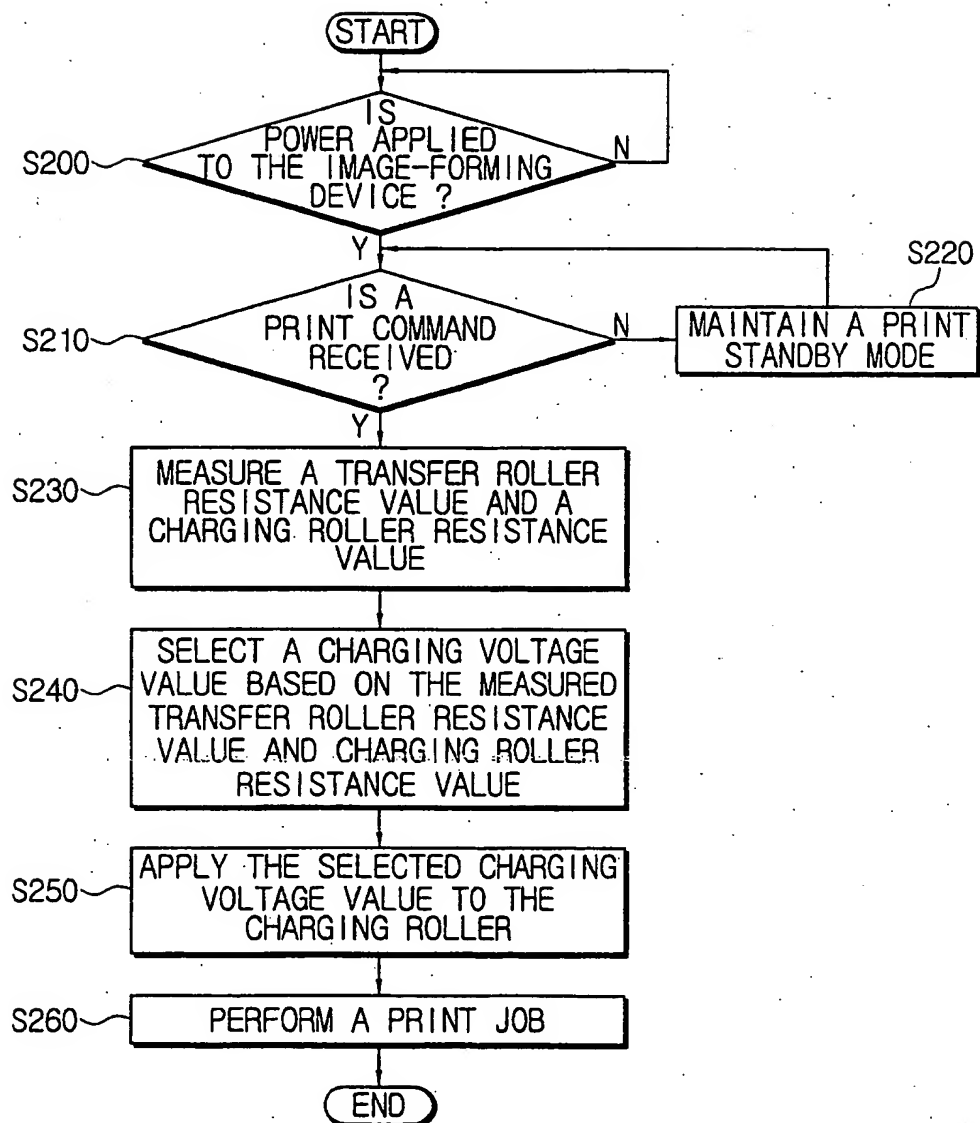 START
IS
POWER APPLIED
TO THE IMAGE-FORMING
DEVICE ?
S200
N
Y
S220
IS A
PRINT COMMAND
RECEIVED
?
S210
N
MAINTAIN A PRINT
STANDBY MODE
Y
S230
MEASURE A TRANSFER ROLLER
RESISTANCE VALUE AND A
CHARGING ROLLER RESISTANCE
VALUE
S240
SELECT A CHARGING VOLTAGE
VALUE BASED ON THE MEASURED
TRANSFER ROLLER RESISTANCE
VALUE AND CHARGING ROLLER
RESISTANCE VALUE
S250
APPLY THE SELECTED CHARGING
VOLTAGE VALUE TO THE
CHARGING ROLLER
S260
PERFORM A PRINT JOB
END